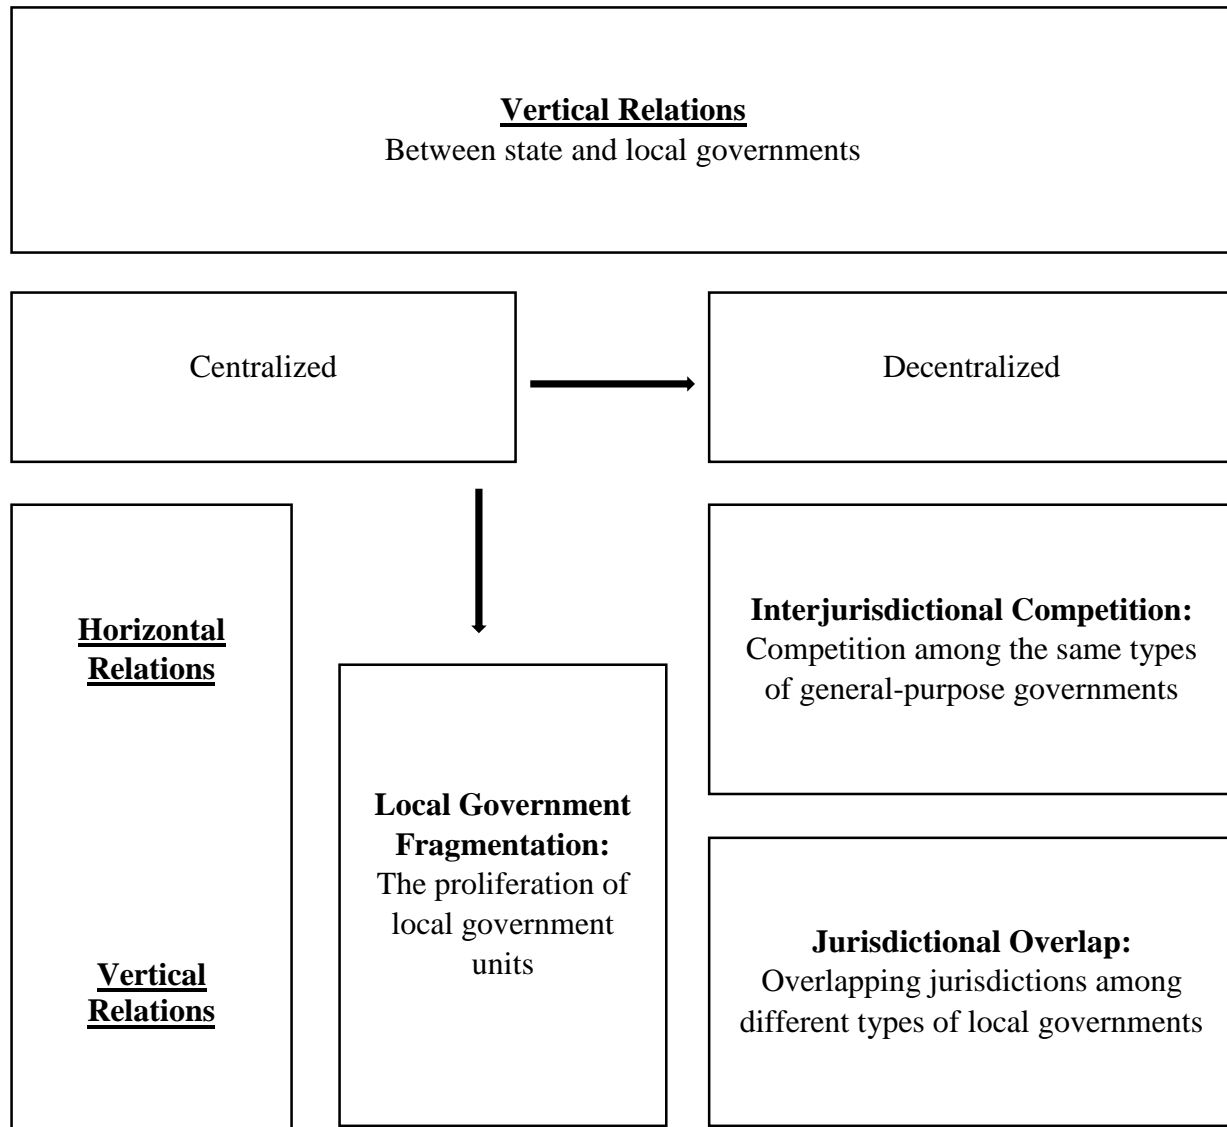 Vertical Relations
Between state and local governments
Centralized
Decentralized
Horizontal
Relations
Vertical
Relations
Local Government
Fragmentation:
The proliferation of
local government
units
Interjurisdictional Competition:
Competition among the same types
of general-purpose governments
Jurisdictional Overlap:
Overlapping jurisdictions among
different types of local governments